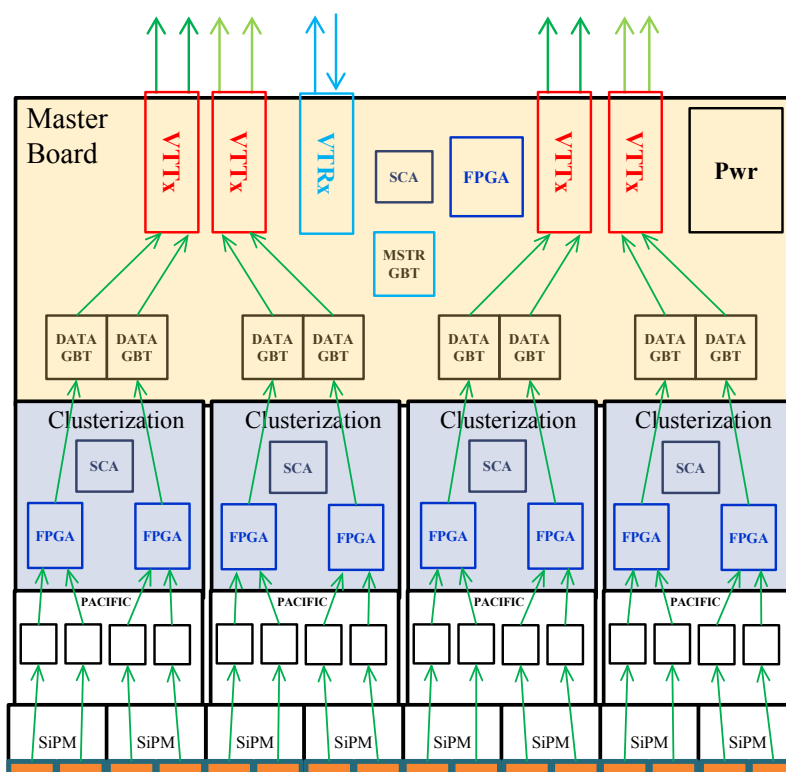 VTTx
VTTx
VTRx
VTTx
VTTx
Master
Board
SCA
FPGA
Pwr
MSTR
GBT
DATA
GBT
DATA
GBT
DATA
GBT
DATA
GBT
DATA
GBT
DATA
GBT
DATA
GBT
DATA
GBT
Clusterization
Clusterization
Clusterization
Clusterization
SCA
SCA
SCA
SCA
FPGA
FPGA
FPGA
FPGA
FPGA
FPGA
FPGA
FPGA
PACIFIC
PACIFIC
PACIFIC
PACIFIC
SiPM
SiPM
SiPM
SiPM
SiPM
SiPM
SiPM
SiPM